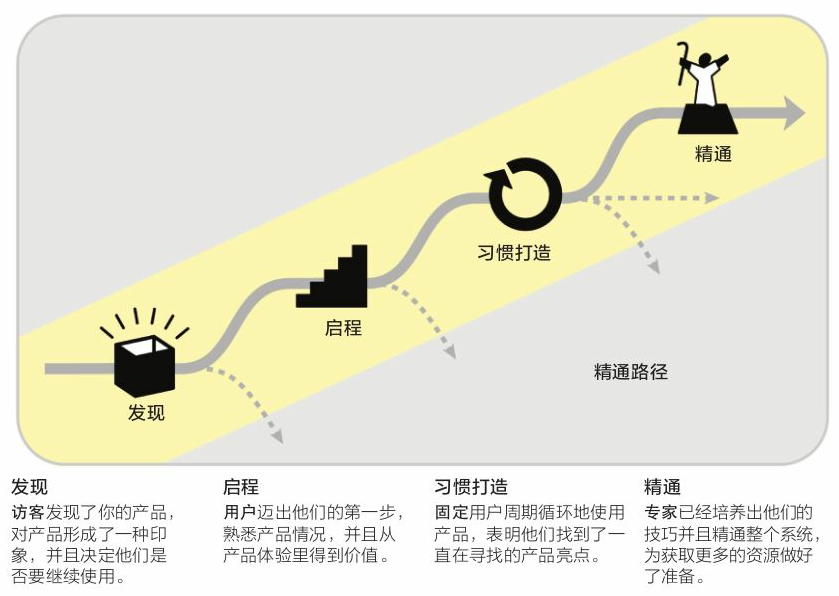 精通
习惯打造
启程
精通路径
发现
发现
访客发现了你的产品，
对产品形成了一种印
象，并且决定他们是
否要继续使用。
启程
用户迈出他们的第一步，
熟悉产品情况，并且从
产品体验里得到价值。
习惯打造
固定用户周期循环地使用
产品，表明他们找到了一
直在寻找的产品亮点。
精通
专家已经培养出他们的
技巧并且精通整个系统，
为获取更多的资源做好
了准备。